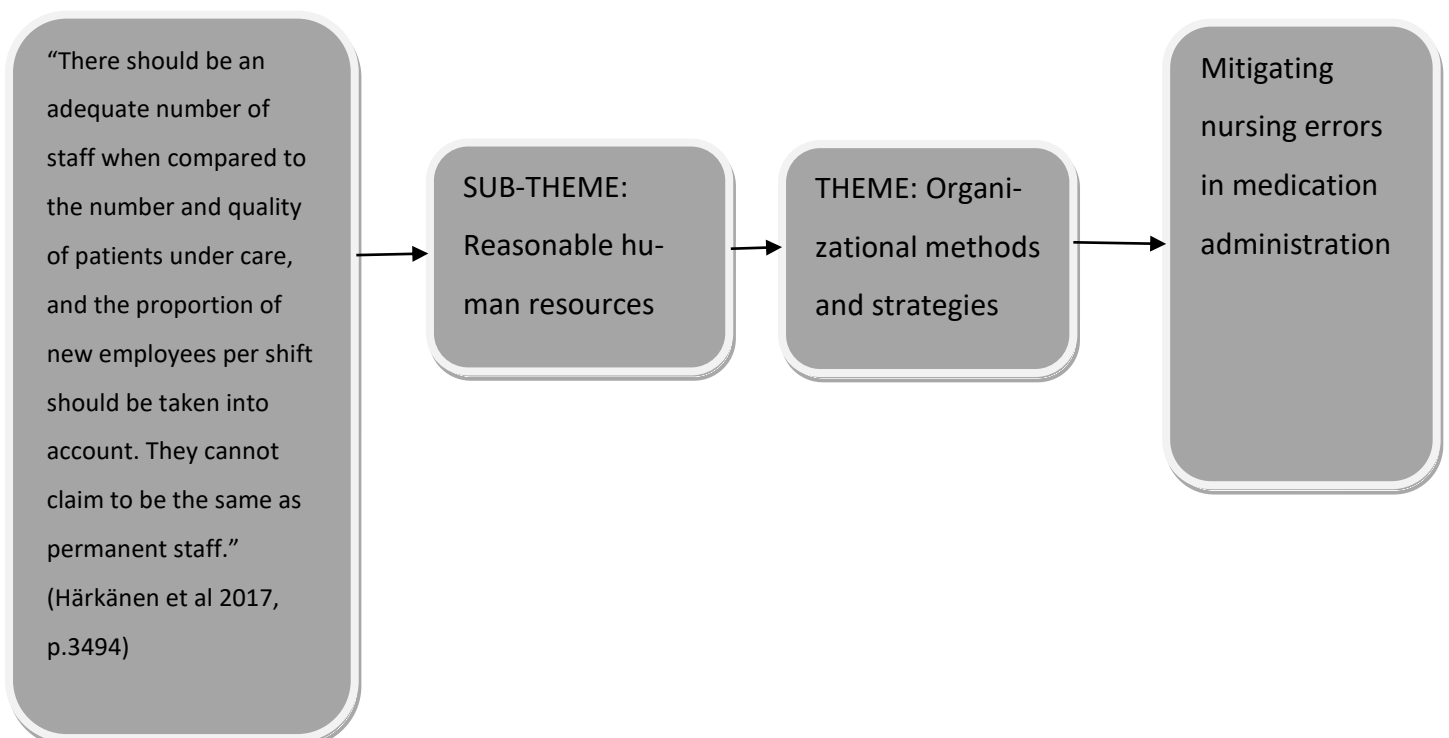 “There should be an
adequate number of
staff when compared to
the number and quality
of patients under care,
and the proportion of
new employees per shift
should be taken into
account. They cannot
claim to be the same as
permanent staff.”
(Härkänen et al 2017,
p.3494)
SUB-THEME:
Reasonable hu-
man resources
THEME: Organi-
zational methods
and strategies
Mitigating
nursing errors
in medication
administration